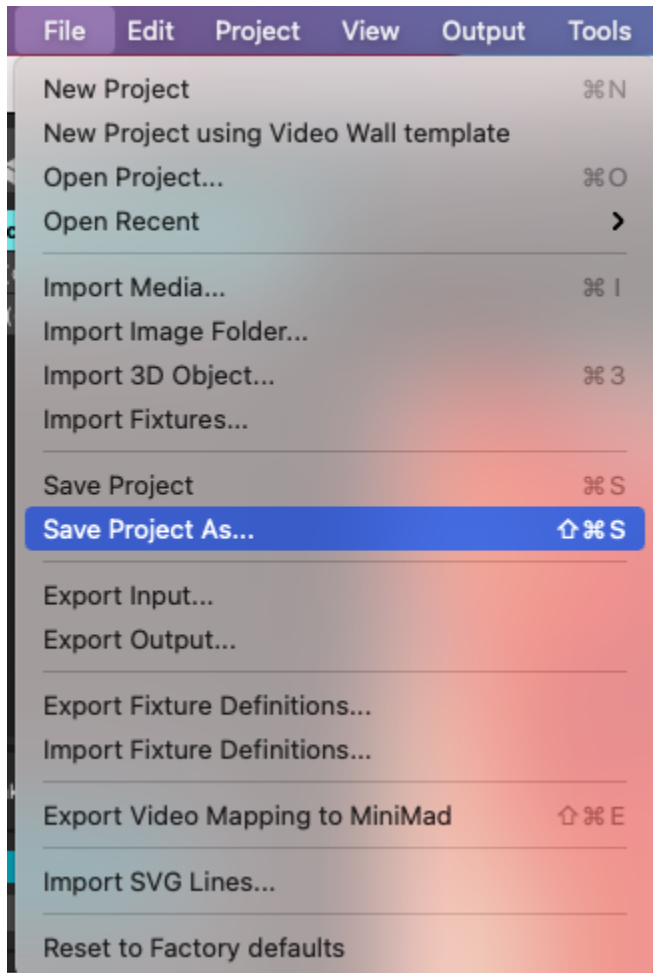 File Edit Project View Output Tools
New Project ⌘N
New Project using Video Wall template
Open Project... ⌘O
Open Recent >
Import Media... ⌘I
Import Image Folder...
Import 3D Object... ⌘3
Import Fixtures...
Save Project ⌘S
Save Project As... ⇧⌘S
Export Input...
Export Output...
Export Fixture Definitions...
Import Fixture Definitions...
Export Video Mapping to MiniMad ⇧⌘E
Import SVG Lines...
Reset to Factory defaults